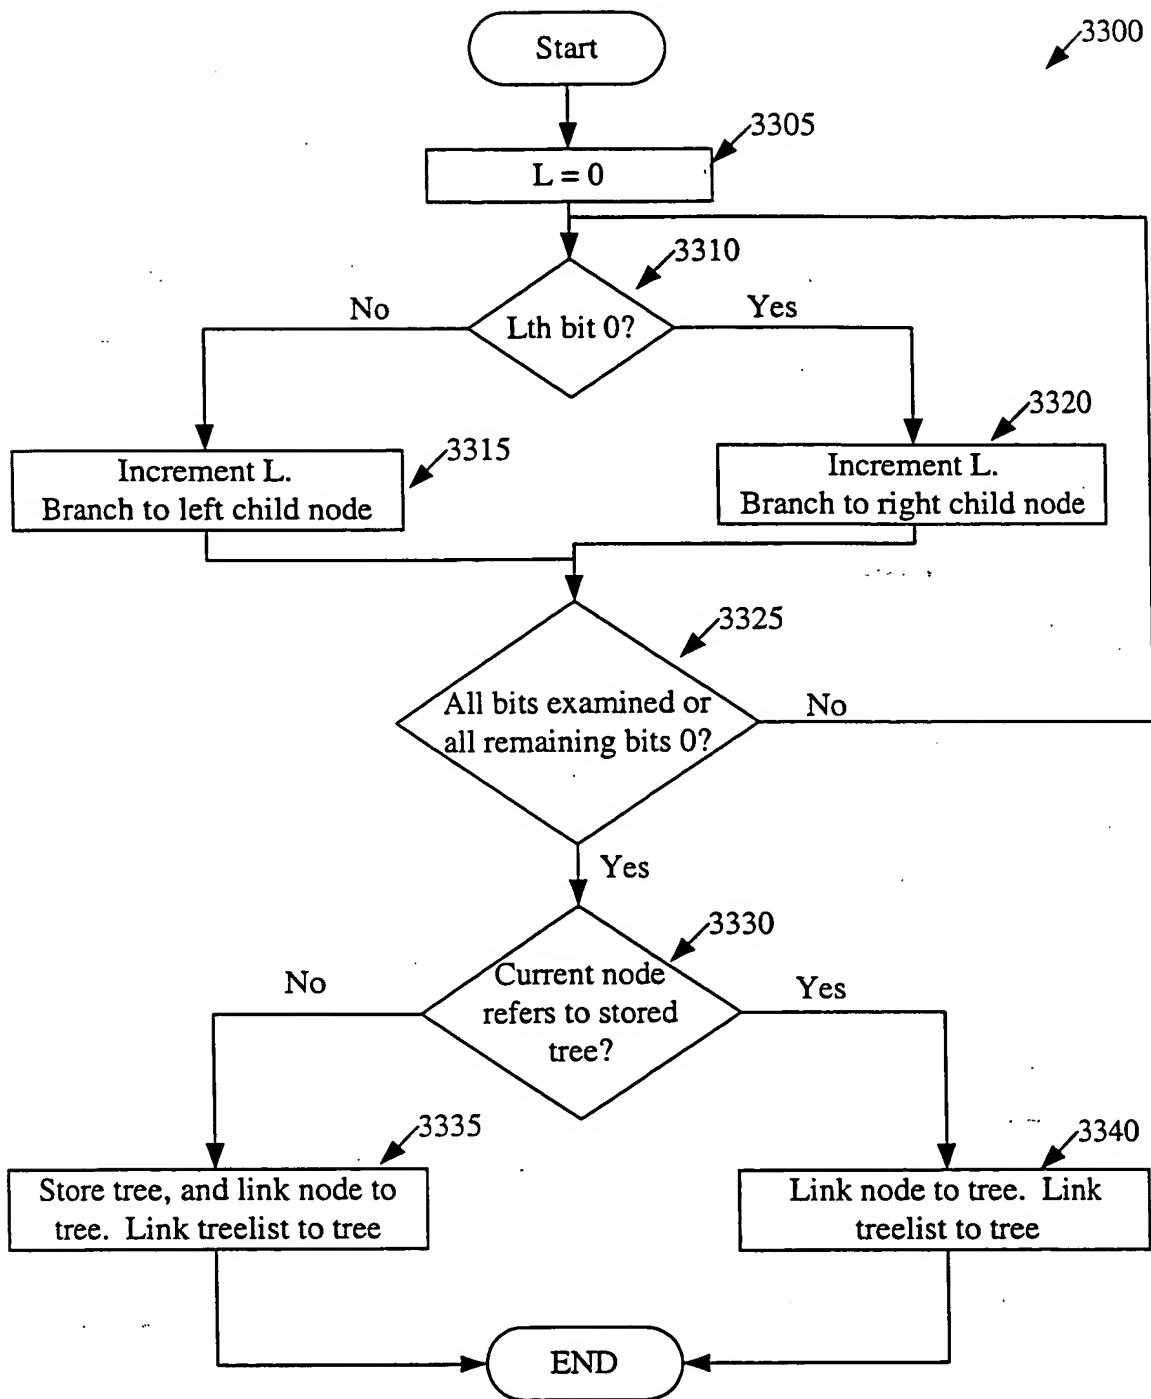 Start
3300
3305
L = 0
3310
No
Lth bit 0?
Yes
3315
3320
Increment L.
Branch to left child node
Increment L.
Branch to right child node
3325
All bits examined or
all remaining bits 0?
No
Yes
3330
No
Current node
refers to stored
tree?
Yes
3335
3340
Store tree, and link node to
tree. Link treelist to tree
Link node to tree. Link
treelist to tree
END